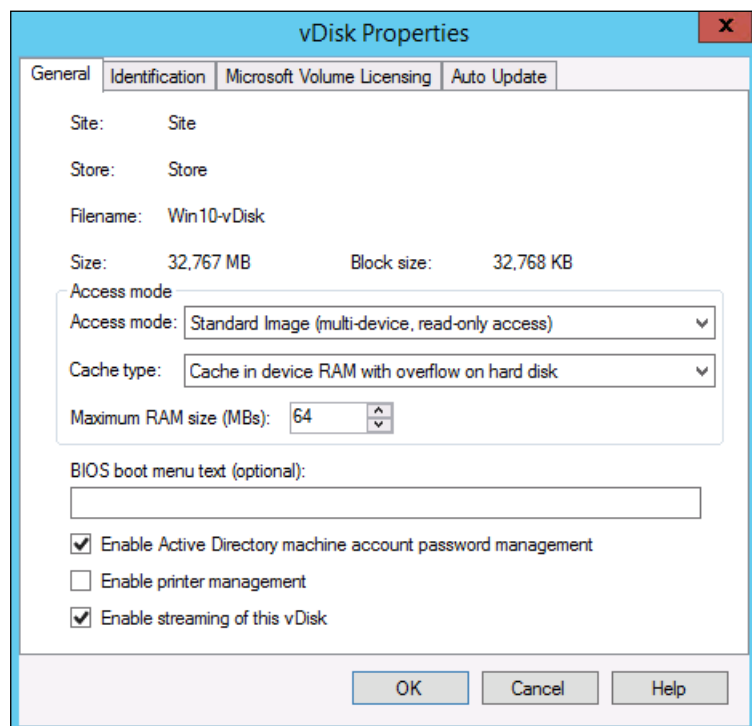 vDisk Properties
x
General Identification Microsoft Volume Licensing Auto Update
Site: Site
Store: Store
Filename: Win10-vDisk
Size: 32,767 MB Block size: 32,768 KB
Access mode
Access mode: Standard Image (multi-device, read-only access)
Cache type: Cache in device RAM with overflow on hard disk
Maximum RAM size (MBs): 64
BIOS boot menu text (optional):
Enable Active Directory machine account password management
Enable printer management
Enable streaming of this vDisk
OK Cancel Help